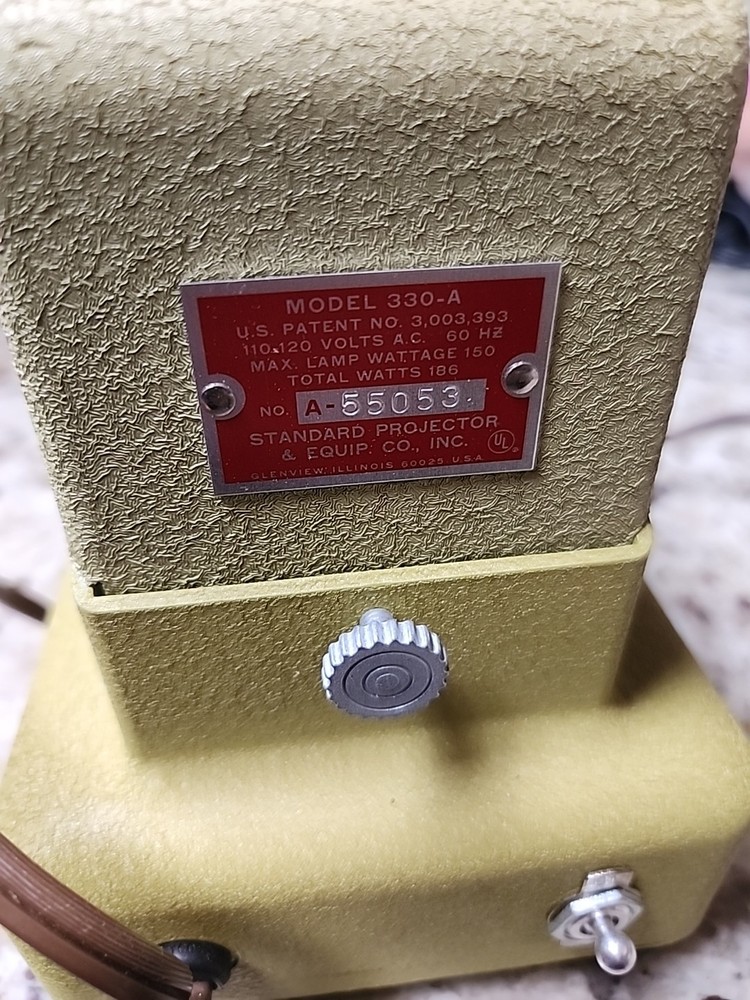 MODEL 330-A
U.S. PATENT NO. 3,003,393
110-120 VOLTS A.C. 60 HZ
MAX. LAMP WATTAGE 150
TOTAL WATTS 186
NO. A-55053.
STANDARD PROJECTOR
& EQUIP. CO., INC. UL
GLENVIEW, ILLINOIS 60025 U.S.A